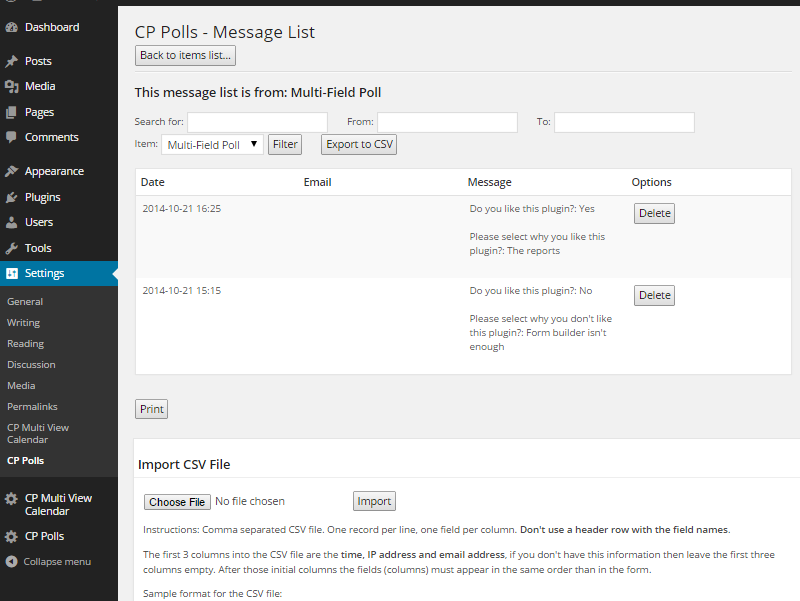 Dashboard
Posts
Media
Pages
Comments
Appearance
Plugins
Users
Tools
Settings
General
Writing
Reading
Discussion
Media
Permalinks
CP Multi View
Calendar
CP Polls
CP Multi View
Calendar
CP Polls
Collapse menu
CP Polls - Message List
Back to items list...
This message list is from: Multi-Field Poll
Search for: From: To:
Item: Multi-Field Poll Filter Export to CSV
Date Email Message Options
2014-10-21 16:25 Do you like this plugin?: Yes Delete
Please select why you like this
plugin?: The reports
2014-10-21 15:15 Do you like this plugin?: No Delete
Please select why you don't like
this plugin?: Form builder isn't
enough
Print
Import CSV File
Choose File No file chosen Import
Instructions: Comma separated CSV file. One record per line, one field per column. Don't use a header row with the field names.
The first 3 columns into the CSV file are the time, IP address and email address, if you don't have this information then leave the first three
columns empty. After those initial columns the fields (columns) must appear in the same order than in the form.
Sample format for the CSV file: